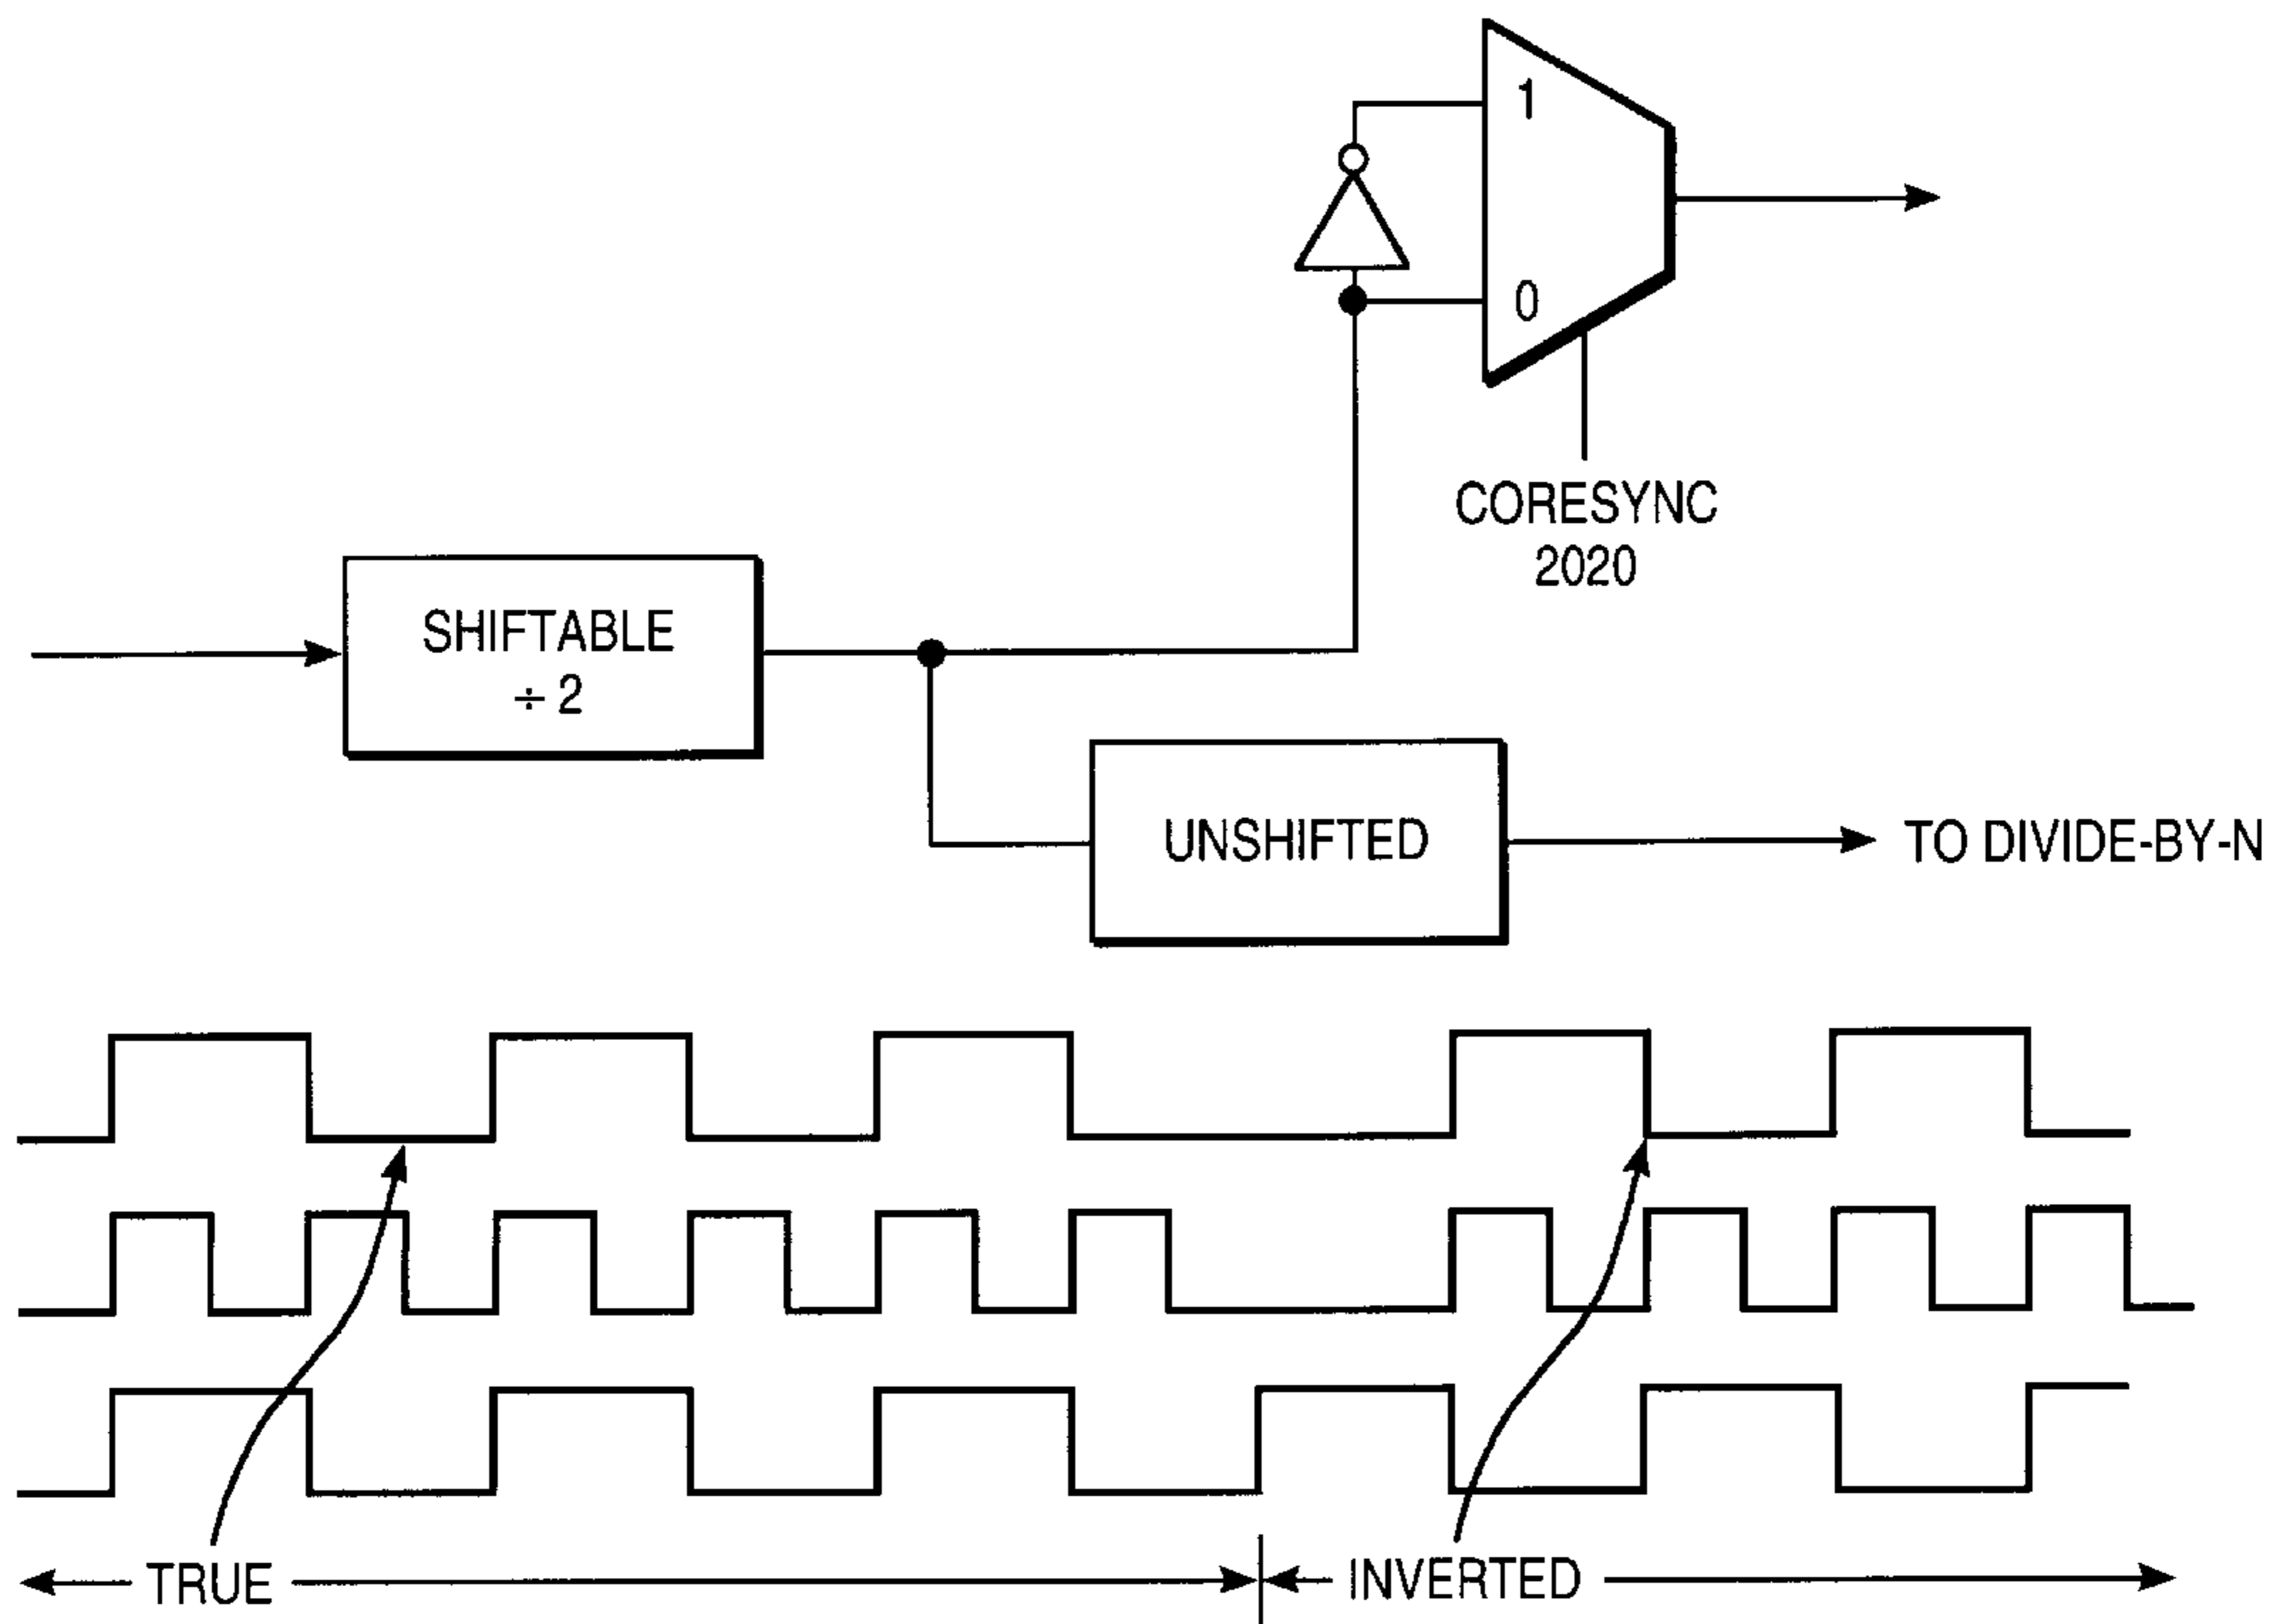 1
0
CORESYNC
2020
SHIFTABLE
÷ 2
UNSHIFTED
TO DIVIDE-BY-N
TRUE
INVERTED